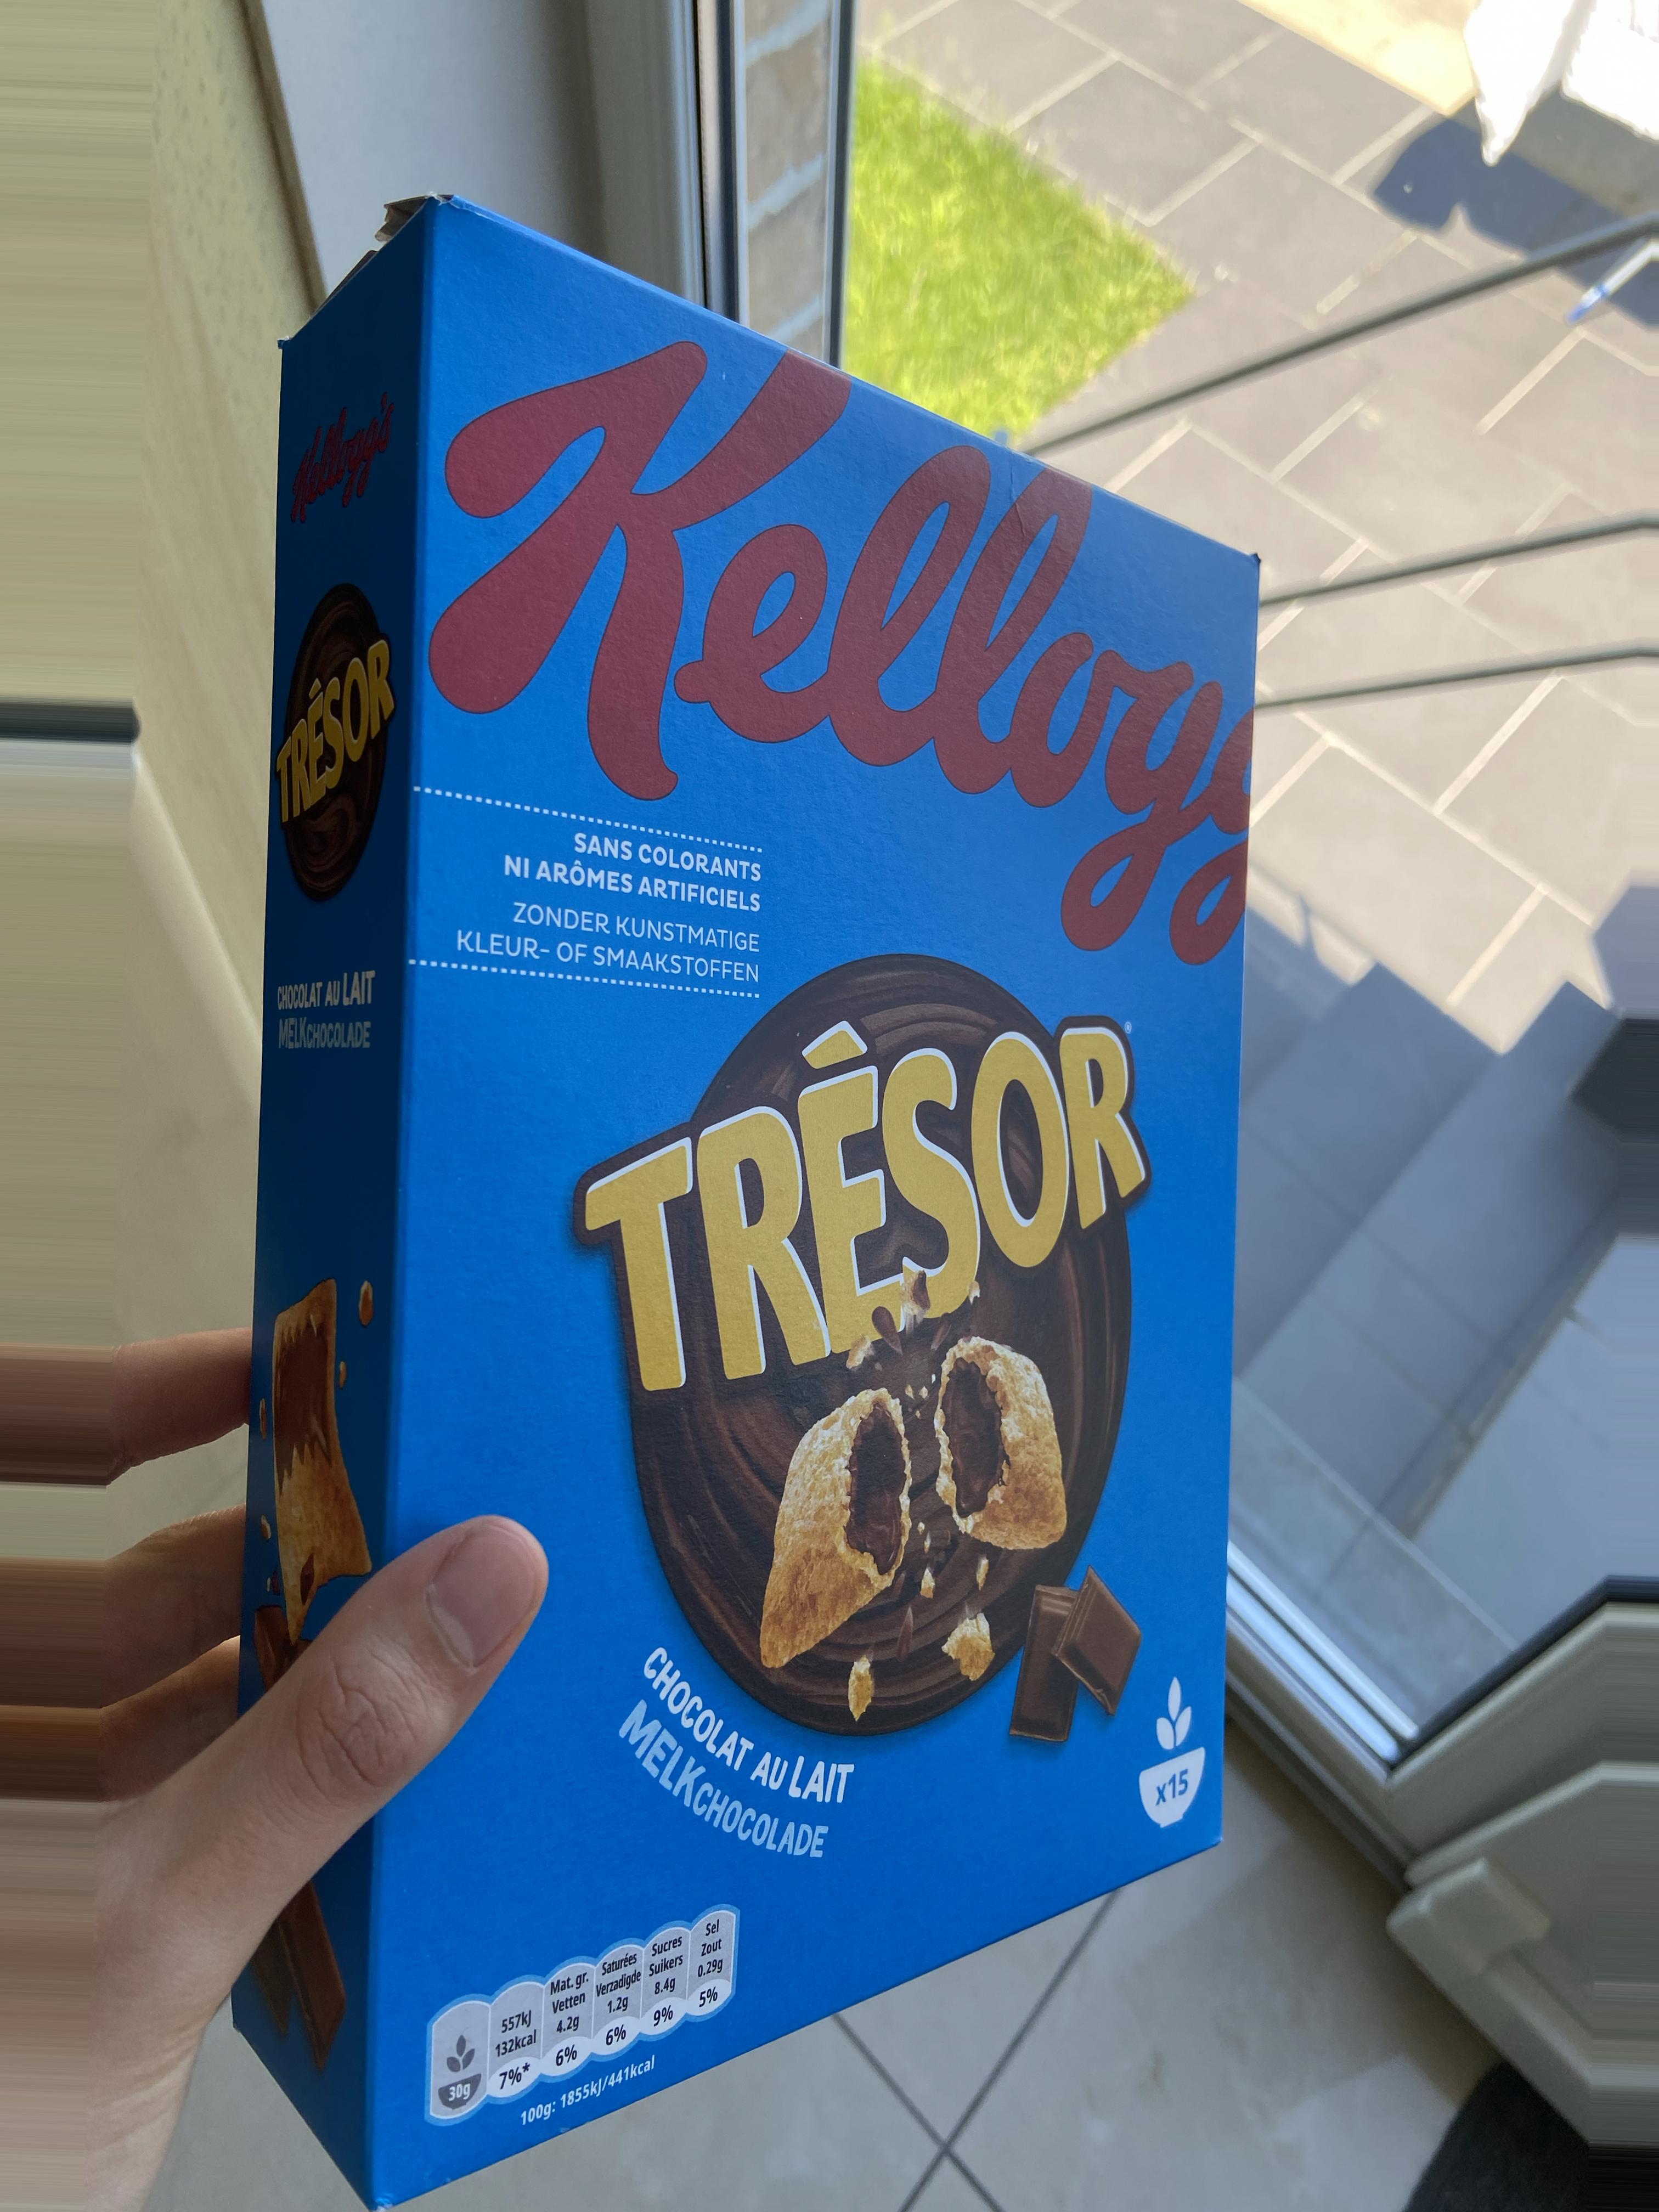 Kellogg's
TRÉSOR
CHOCOLAT AU LAIT
MELKCHOCOLADE
Kellogg
SANS COLORANTS
NI ARÔMES ARTIFICIELS
ZONDER KUNSTMATIGE
KLEUR- OF SMAAKSTOFFEN
TRÉSOR
CHOCOLAT AU LAIT
MELKCHOCOLADE
x15
30g
557kJ
132kcal
7%*
Mat. gr.
Vetten
4.2g
6%
Saturées
Verzadigde
1.2g
6%
Sucres
Suikers
8.4g
9%
Sel
Zout
0.29g
5%
100g: 1855kJ/441kcal